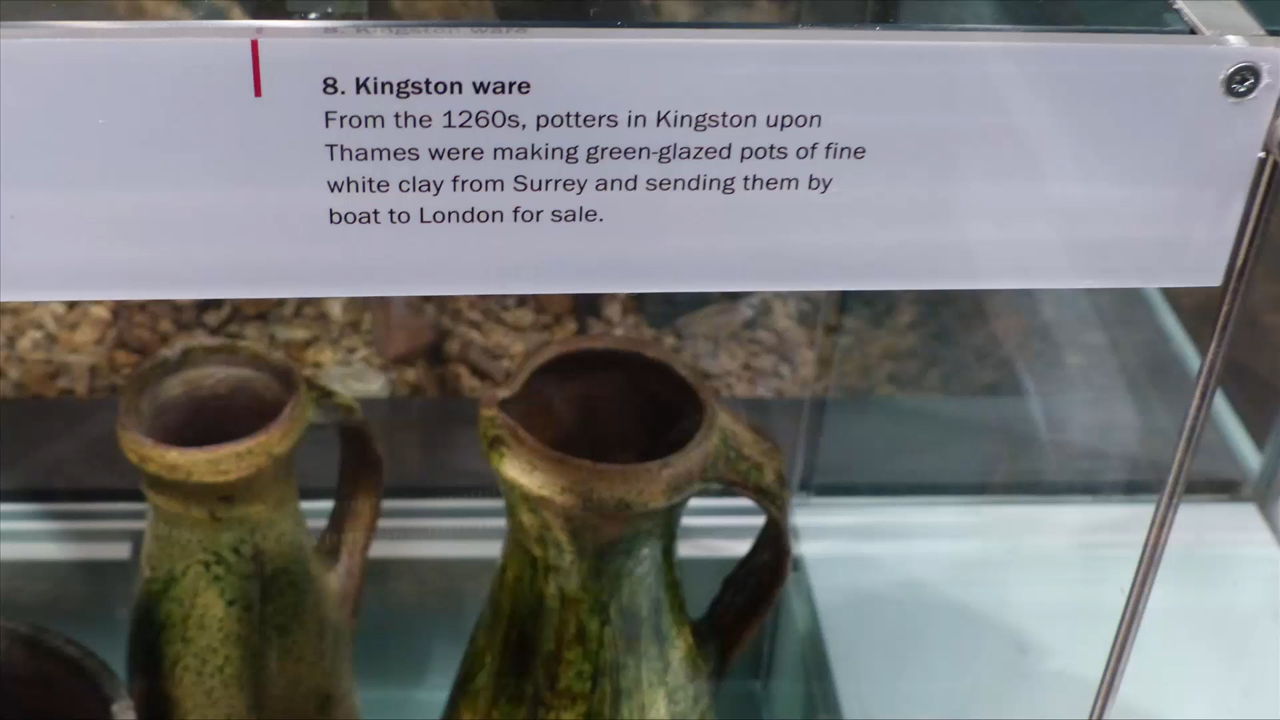 8. Kingston ware
From the 1260s, potters in Kingston upon
Thames were making green-glazed pots of fine
white clay from Surrey and sending them by
boat to London for sale.